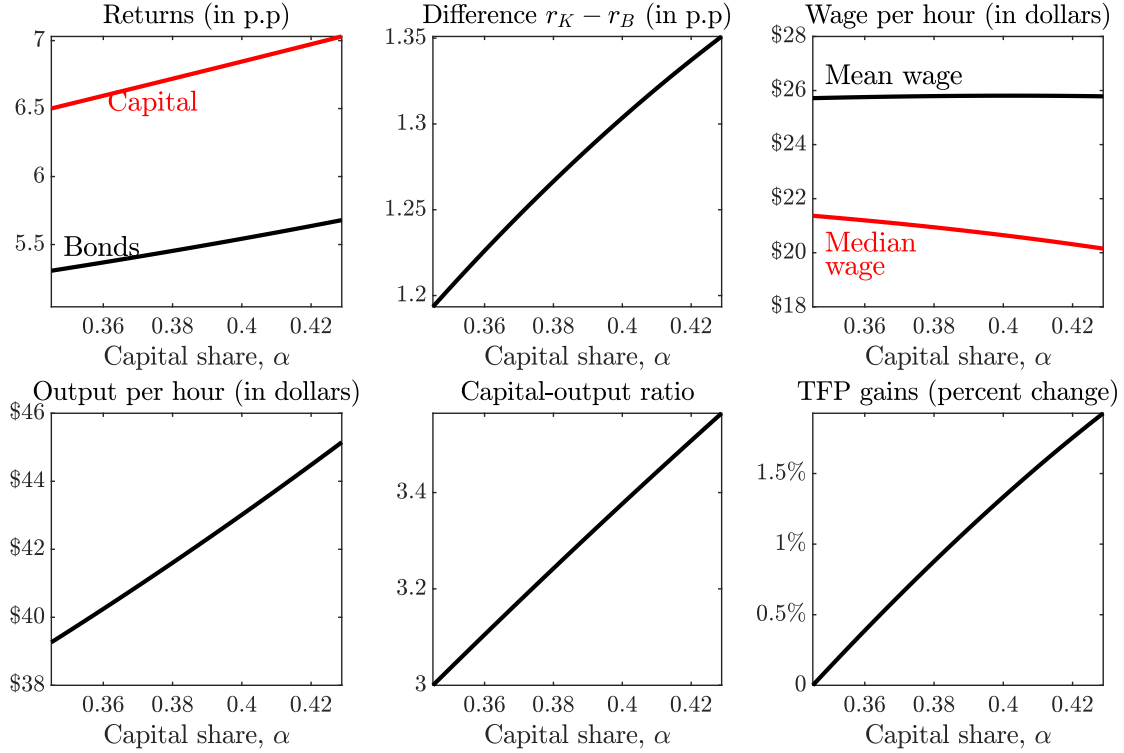 Returns (in p.p)
7
6.5
6
5.5
Capital
Bonds
0.36 0.38 0.4 0.42
Capital share, α
Difference r_K − r_B (in p.p)
1.35
1.3
1.25
1.2
0.36 0.38 0.4 0.42
Capital share, α
Wage per hour (in dollars)
$28
$26
$24
$22
$20
$18
Mean wage
Median
wage
0.36 0.38 0.4 0.42
Capital share, α
Output per hour (in dollars)
$46
$44
$42
$40
$38
0.36 0.38 0.4 0.42
Capital share, α
Capital-output ratio
3.4
3.2
3
0.36 0.38 0.4 0.42
Capital share, α
TFP gains (percent change)
1.5%
1%
0.5%
0
0.36 0.38 0.4 0.42
Capital share, α